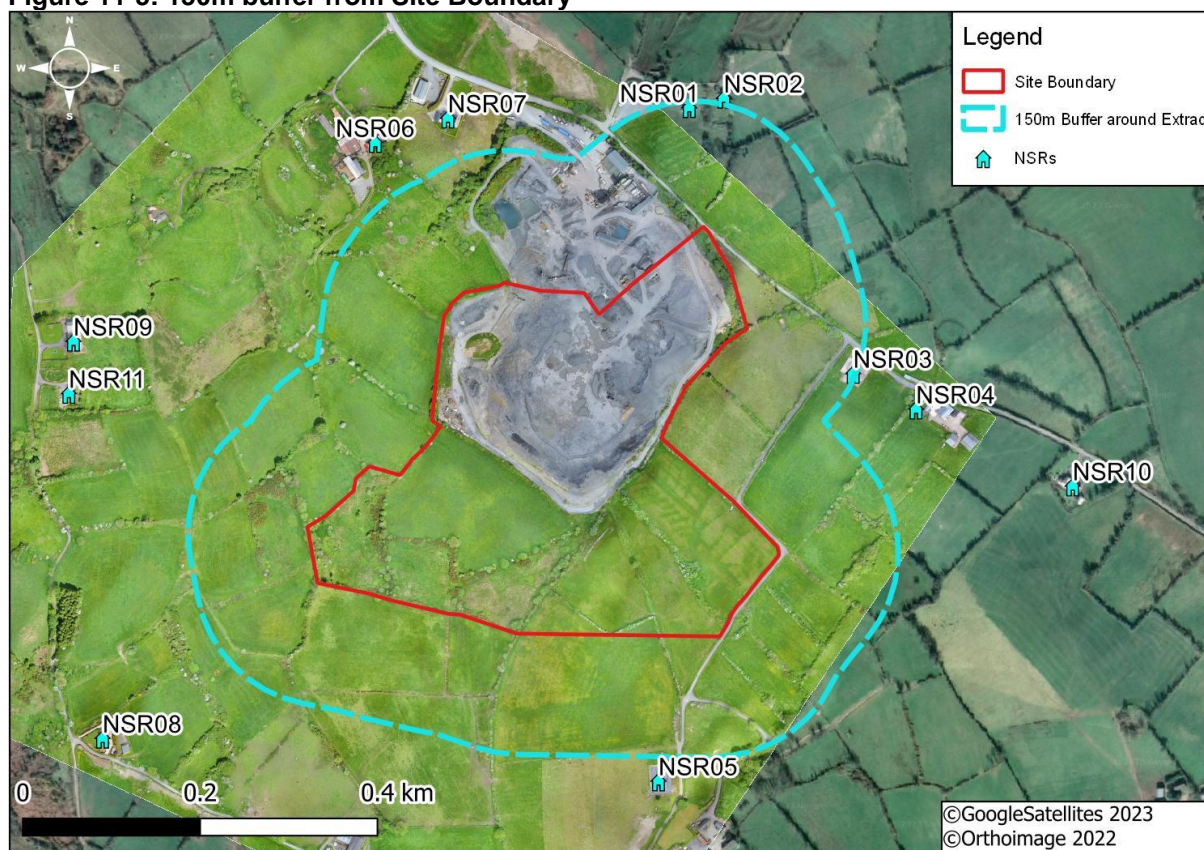 Figure 11-3: 150m buffer from Site Boundary
N
W E
S
Legend
Site Boundary
150m Buffer around Extrac
NSRs
NSR01
NSR02
NSR07
NSR06
NSR09
NSR11
NSR03
NSR04
NSR10
NSR08
NSR05
0 0.2 0.4 km
©GoogleSatellites 2023
©Orthoimage 2022